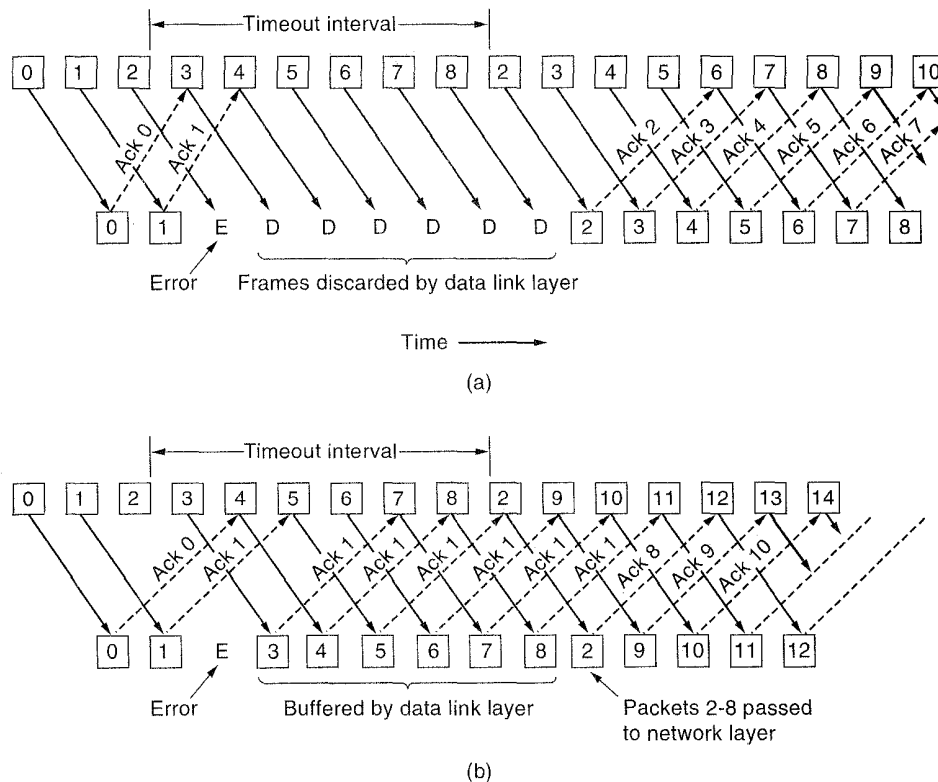 Timeout interval
0 1 2 3 4 5 6 7 8 2 3 4 5 6 7 8 9 10
Ack 0 Ack 1 Ack 2 Ack 3 Ack 4 Ack 5 Ack 6 Ack 7
0 1 E D D D D D D 2 3 4 5 6 7 8
Error Frames discarded by data link layer
Time
(a)
Timeout interval
0 1 2 3 4 5 6 7 8 2 9 10 11 12 13 14
Ack 0 Ack 1 Ack 1 Ack 1 Ack 1 Ack 1 Ack 1 Ack 1 Ack 8 Ack 9 Ack 10
0 1 E 3 4 5 6 7 8 2 9 10 11 12
Error Buffered by data link layer Packets 2-8 passed
to network layer
(b)